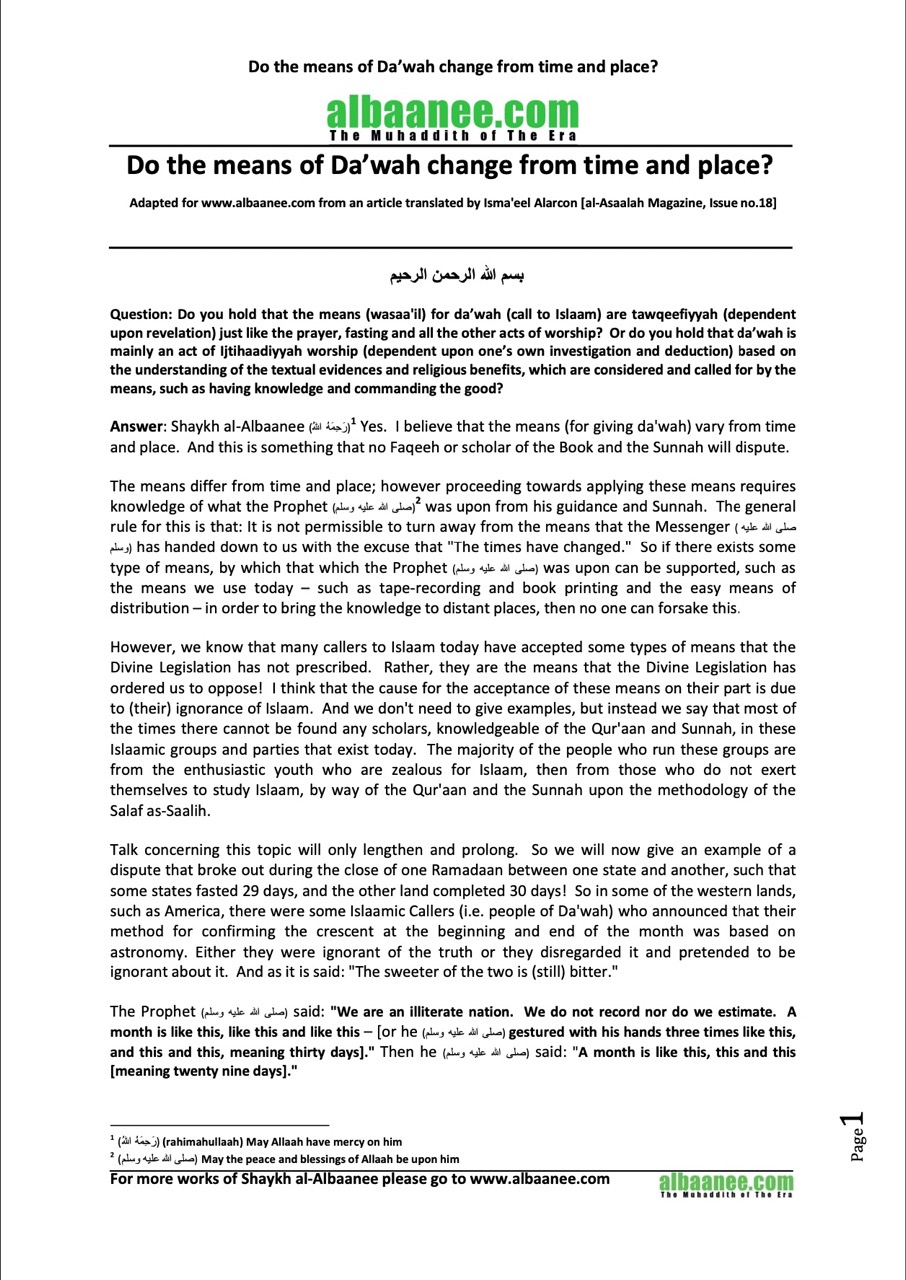 Do the means of Da’wah change from time and place?
albaanee.com
The Muhaddith of The Era
Do the means of Da’wah change from time and place?
Adapted for www.albaanee.com from an article translated by Isma'eel Alarcon [al-Asaalah Magazine, Issue no.18]
بسم الله الرحمن الرحيم
Question: Do you hold that the means (wasaa'il) for da’wah (call to Islaam) are tawqeefiyyah (dependent
upon revelation) just like the prayer, fasting and all the other acts of worship?  Or do you hold that da’wah is
mainly an act of Ijtihaadiyyah worship (dependent upon one’s own investigation and deduction) based on
the understanding of the textual evidences and religious benefits, which are considered and called for by the
means, such as having knowledge and commanding the good?
Answer: Shaykh al-Albaanee (رَحِمَهُ اللهُ)1 Yes.  I believe that the means (for giving da'wah) vary from time
and place.  And this is something that no Faqeeh or scholar of the Book and the Sunnah will dispute.
The means differ from time and place; however proceeding towards applying these means requires
knowledge of what the Prophet (صلى الله عليه وسلم)2 was upon from his guidance and Sunnah.  The general
rule for this is that: It is not permissible to turn away from the means that the Messenger (صلى الله عليه
وسلم) has handed down to us with the excuse that "The times have changed."  So if there exists some
type of means, by which that which the Prophet (صلى الله عليه وسلم) was upon can be supported, such as
the means we use today – such as tape-recording and book printing and the easy means of
distribution – in order to bring the knowledge to distant places, then no one can forsake this.
However, we know that many callers to Islaam today have accepted some types of means that the
Divine Legislation has not prescribed.  Rather, they are the means that the Divine Legislation has
ordered us to oppose!  I think that the cause for the acceptance of these means on their part is due
to (their) ignorance of Islaam.  And we don't need to give examples, but instead we say that most of
the times there cannot be found any scholars, knowledgeable of the Qur'aan and Sunnah, in these
Islaamic groups and parties that exist today.  The majority of the people who run these groups are
from the enthusiastic youth who are zealous for Islaam, then from those who do not exert
themselves to study Islaam, by way of the Qur'aan and the Sunnah upon the methodology of the
Salaf as-Saalih.
Talk concerning this topic will only lengthen and prolong.  So we will now give an example of a
dispute that broke out during the close of one Ramadaan between one state and another, such that
some states fasted 29 days, and the other land completed 30 days!  So in some of the western lands,
such as America, there were some Islaamic Callers (i.e. people of Da'wah) who announced that their
method for confirming the crescent at the beginning and end of the month was based on
astronomy. Either they were ignorant of the truth or they disregarded it and pretended to be
ignorant about it.  And as it is said: "The sweeter of the two is (still) bitter."
The Prophet (صلى الله عليه وسلم) said: "We are an illiterate nation.  We do not record nor do we estimate.  A
month is like this, like this and like this – [or he (صلى الله عليه وسلم) gestured with his hands three times like this,
and this and this, meaning thirty days]." Then he (صلى الله عليه وسلم) said: "A month is like this, this and this
[meaning twenty nine days]."
1 (رَحِمَهُ اللهُ) (rahimahullaah) May Allaah have mercy on him
2 (صلى الله عليه وسلم) May the peace and blessings of Allaah be upon him
For more works of Shaykh al-Albaanee please go to www.albaanee.com
albaanee.com
The Muhaddith of The Era
Page 1